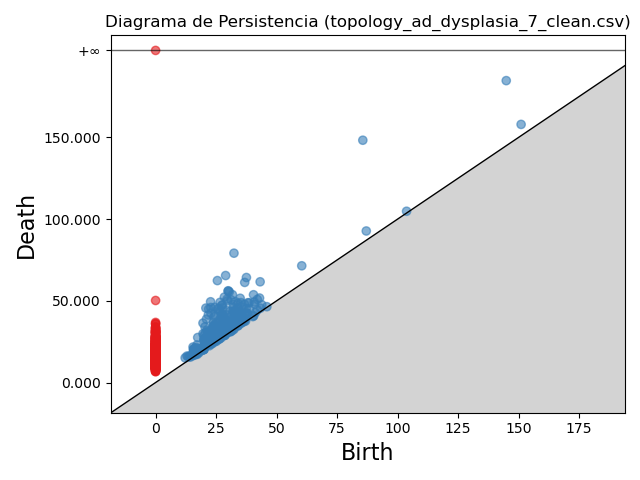 Diagrama de Persistencia (topology_ad_dysplasia_7_clean.csv)
+∞
150.000
100.000
50.000
0.000
Death
0 25 50 75 100 125 150 175
Birth